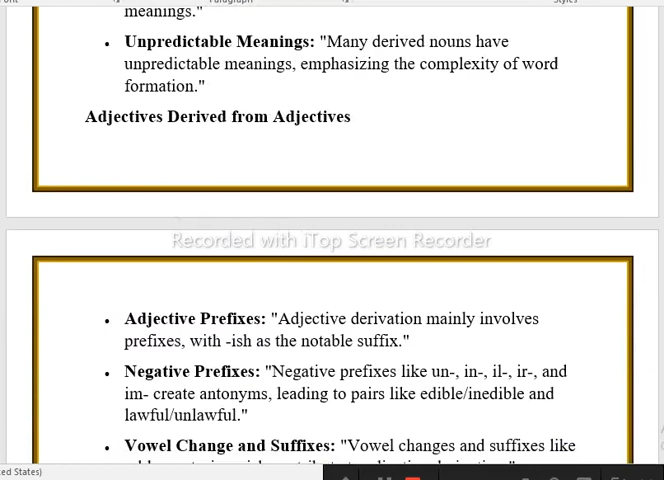 meanings."
• Unpredictable Meanings: "Many derived nouns have
unpredictable meanings, emphasizing the complexity of word
formation."
Adjectives Derived from Adjectives
Recorded with iTop Screen Recorder
• Adjective Prefixes: "Adjective derivation mainly involves
prefixes, with -ish as the notable suffix."
• Negative Prefixes: "Negative prefixes like un-, in-, il-, ir-, and
im- create antonyms, leading to pairs like edible/inedible and
lawful/unlawful."
• Vowel Change and Suffixes: "Vowel changes and suffixes like